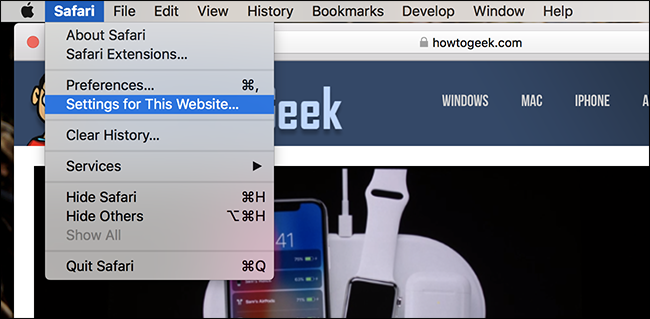 Safari File Edit View History Bookmarks Develop Window Help
About Safari
Safari Extensions...
Preferences... ⌘,
Settings for This Website...
Clear History...
Services ▶
Hide Safari ⌘H
Hide Others ⌥⌘H
Show All
Quit Safari ⌘Q
howtogeek.com
eek
WINDOWS MAC IPHONE A
41